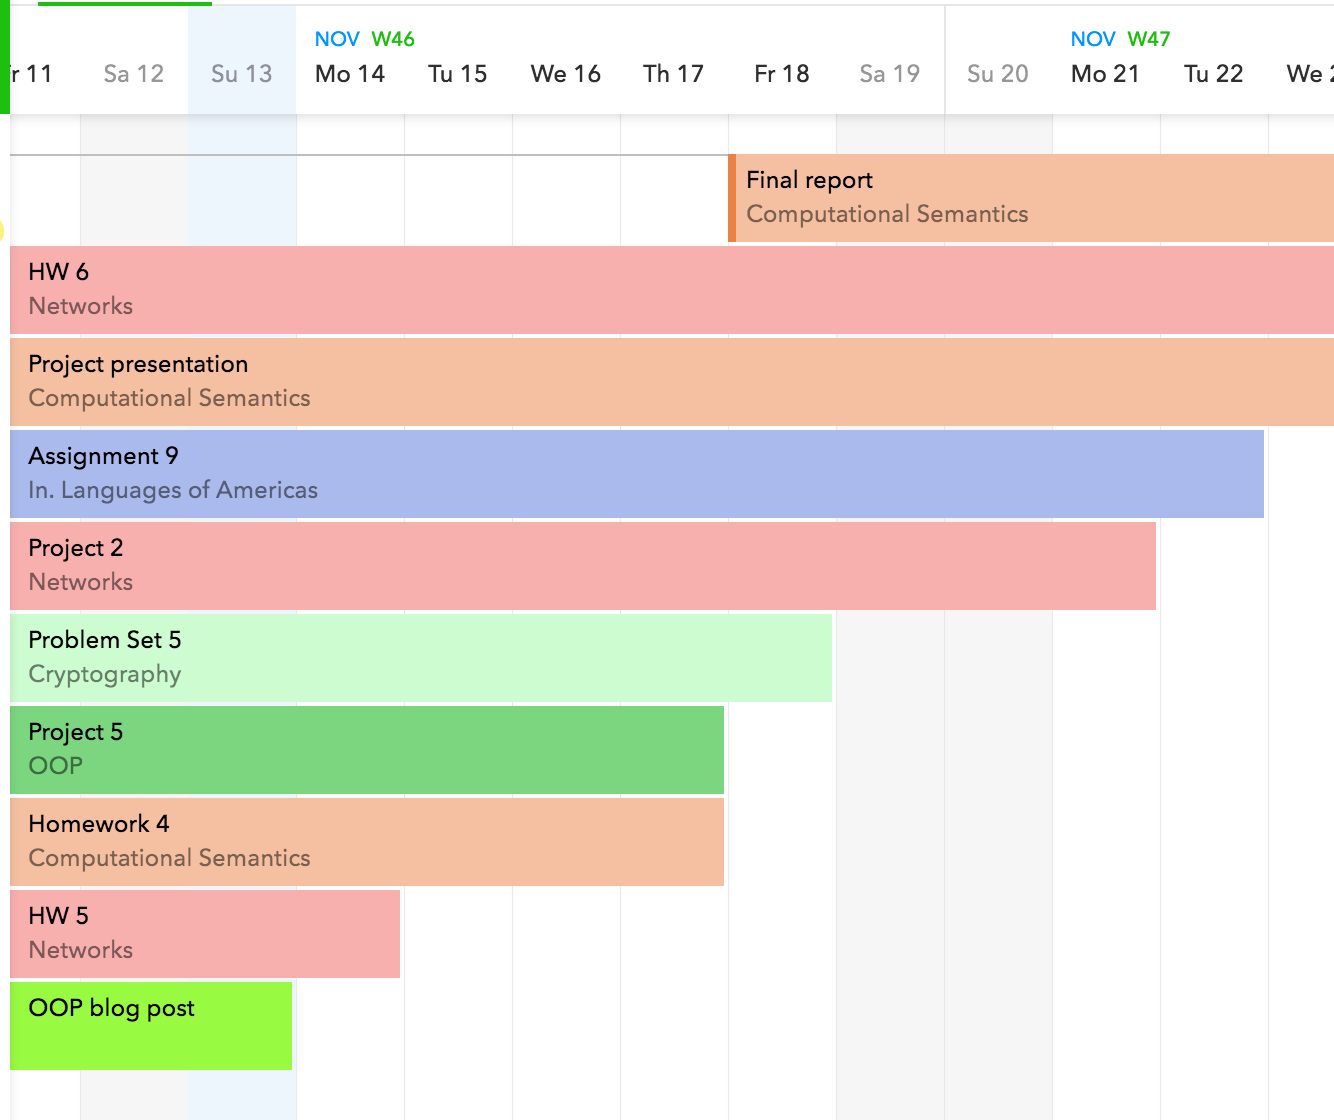 NOV W46
NOV W47
11 Sa 12 Su 13 Mo 14 Tu 15 We 16 Th 17 Fr 18 Sa 19 Su 20 Mo 21 Tu 22 We
Final report
Computational Semantics
HW 6
Networks
Project presentation
Computational Semantics
Assignment 9
In. Languages of Americas
Project 2
Networks
Problem Set 5
Cryptography
Project 5
OOP
Homework 4
Computational Semantics
HW 5
Networks
OOP blog post